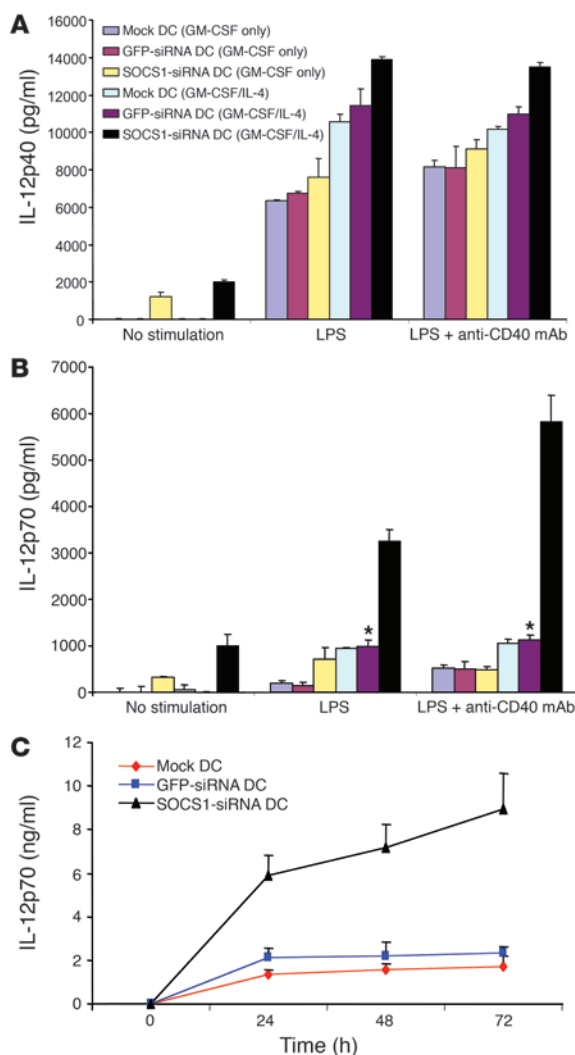 A
IL-12p40 (pg/ml)
16000
14000
12000
10000
8000
6000
4000
2000
0
Mock DC (GM-CSF only)
GFP-siRNA DC (GM-CSF only)
SOCS1-siRNA DC (GM-CSF only)
Mock DC (GM-CSF/IL-4)
GFP-siRNA DC (GM-CSF/IL-4)
SOCS1-siRNA DC (GM-CSF/IL-4)
No stimulation LPS LPS + anti-CD40 mAb
B
IL-12p70 (pg/ml)
7000
6000
5000
4000
3000
2000
1000
0
* *
No stimulation LPS LPS + anti-CD40 mAb
C
IL-12p70 (ng/ml)
12
10
8
6
4
2
0
Mock DC
GFP-siRNA DC
SOCS1-siRNA DC
0 24 48 72
Time (h)